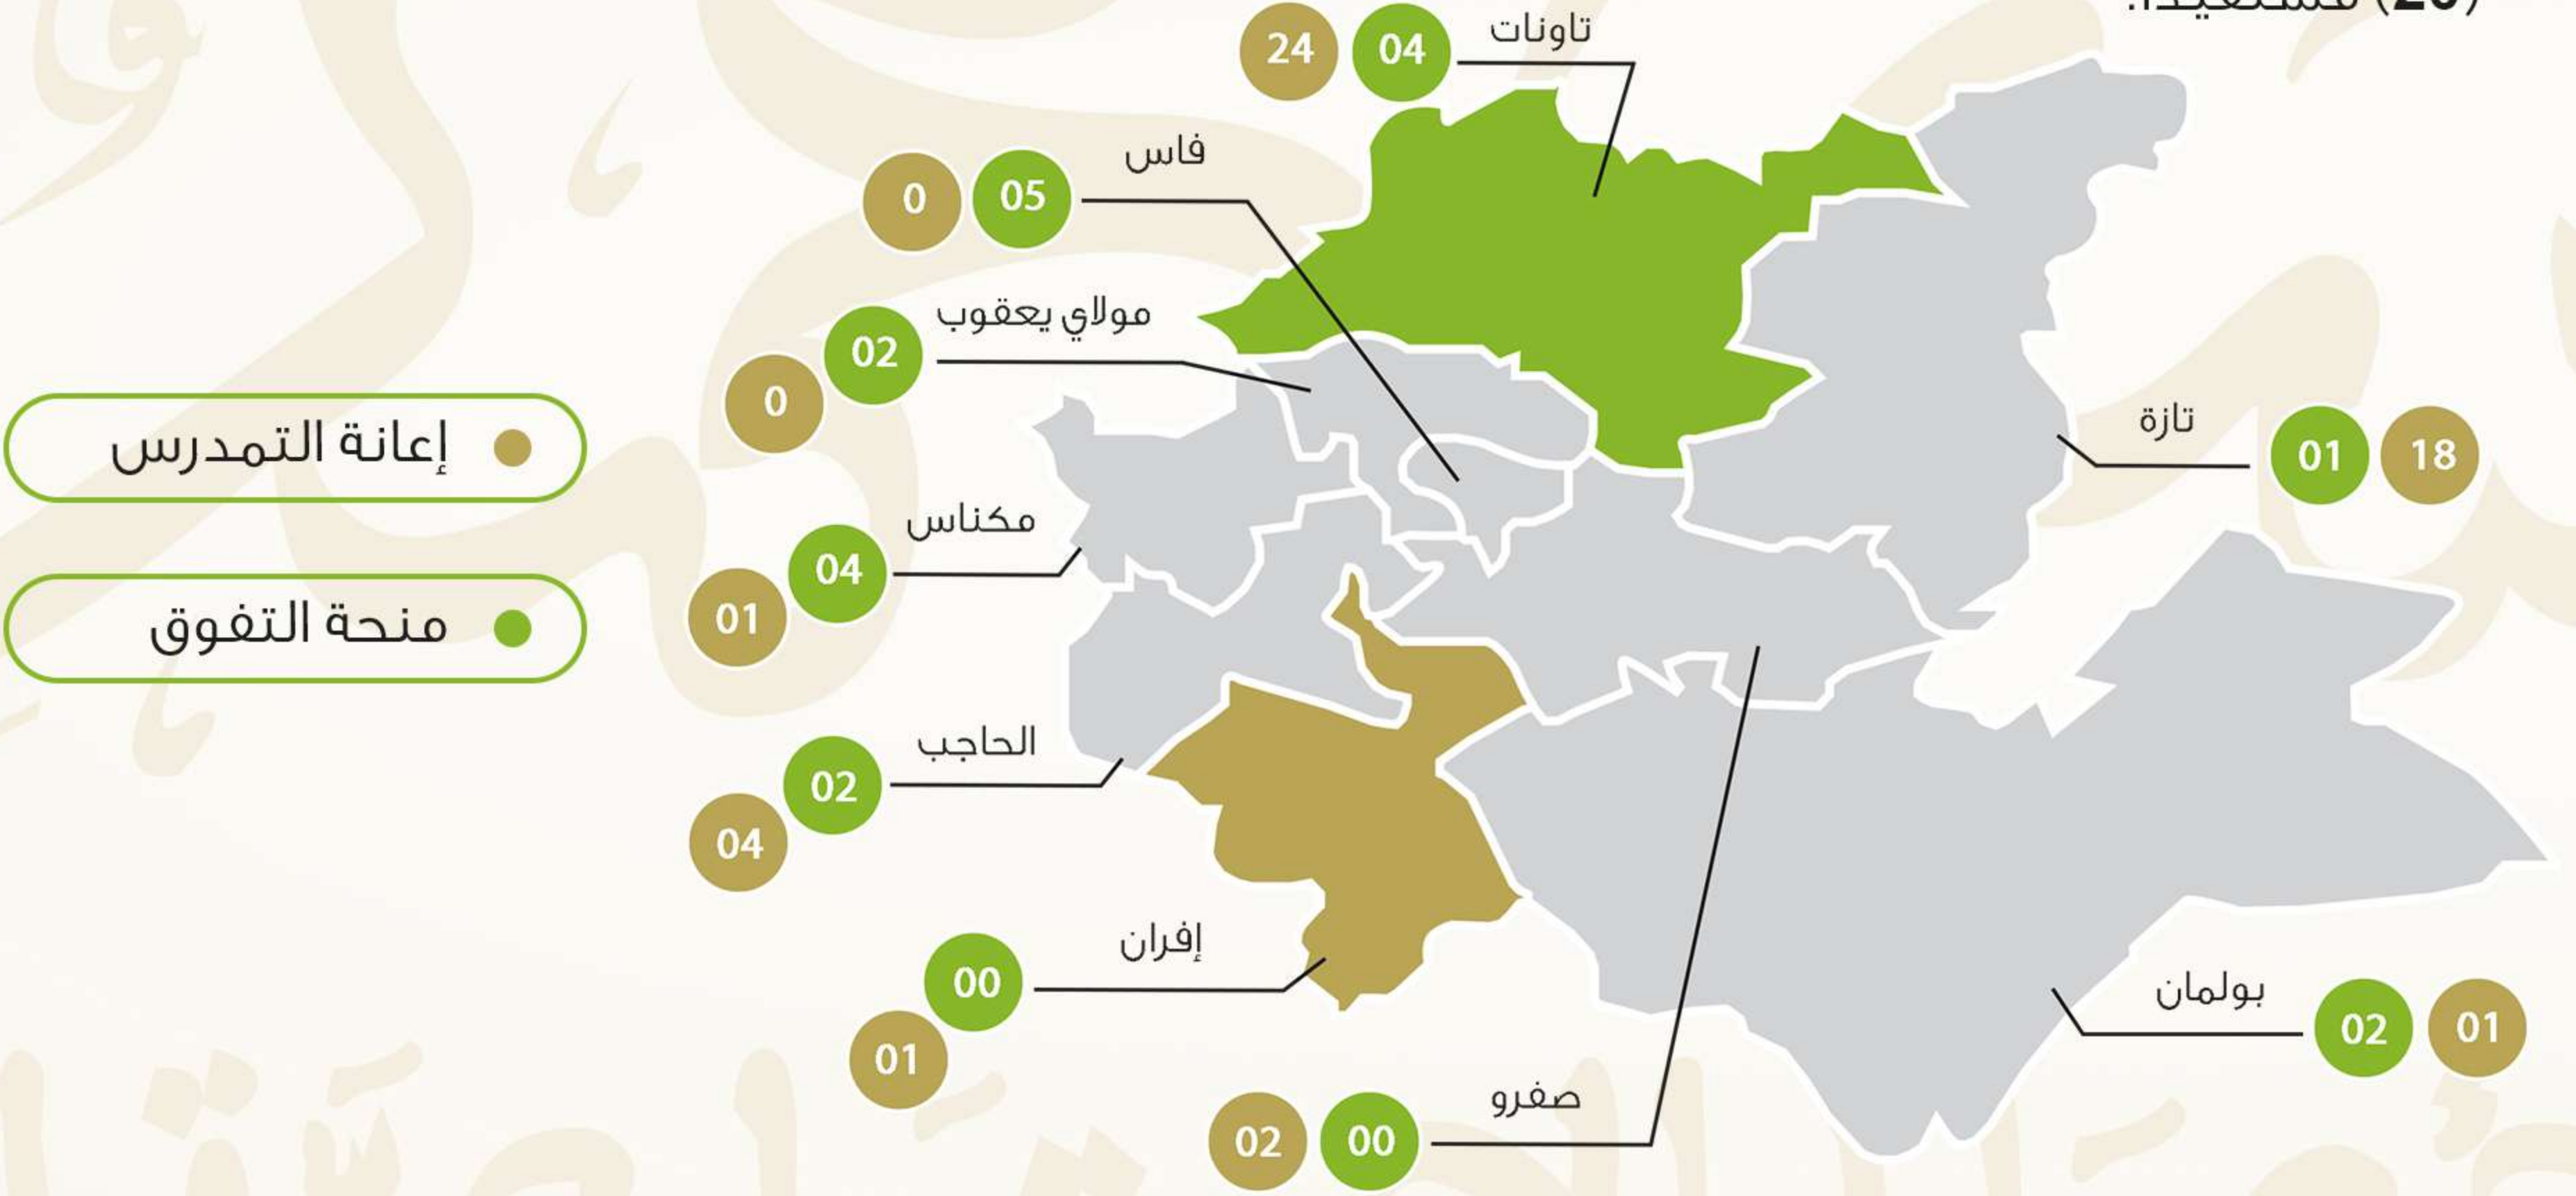 تاونات
04 24
فاس
05 0
مولاي يعقوب
02 0
تازة
18 01
إعانة التمدرس
مكناس
04 01
منحة التفوق
الحاجب
02 04
إفران
00 01
بولمان
01 02
صفرو
00 02